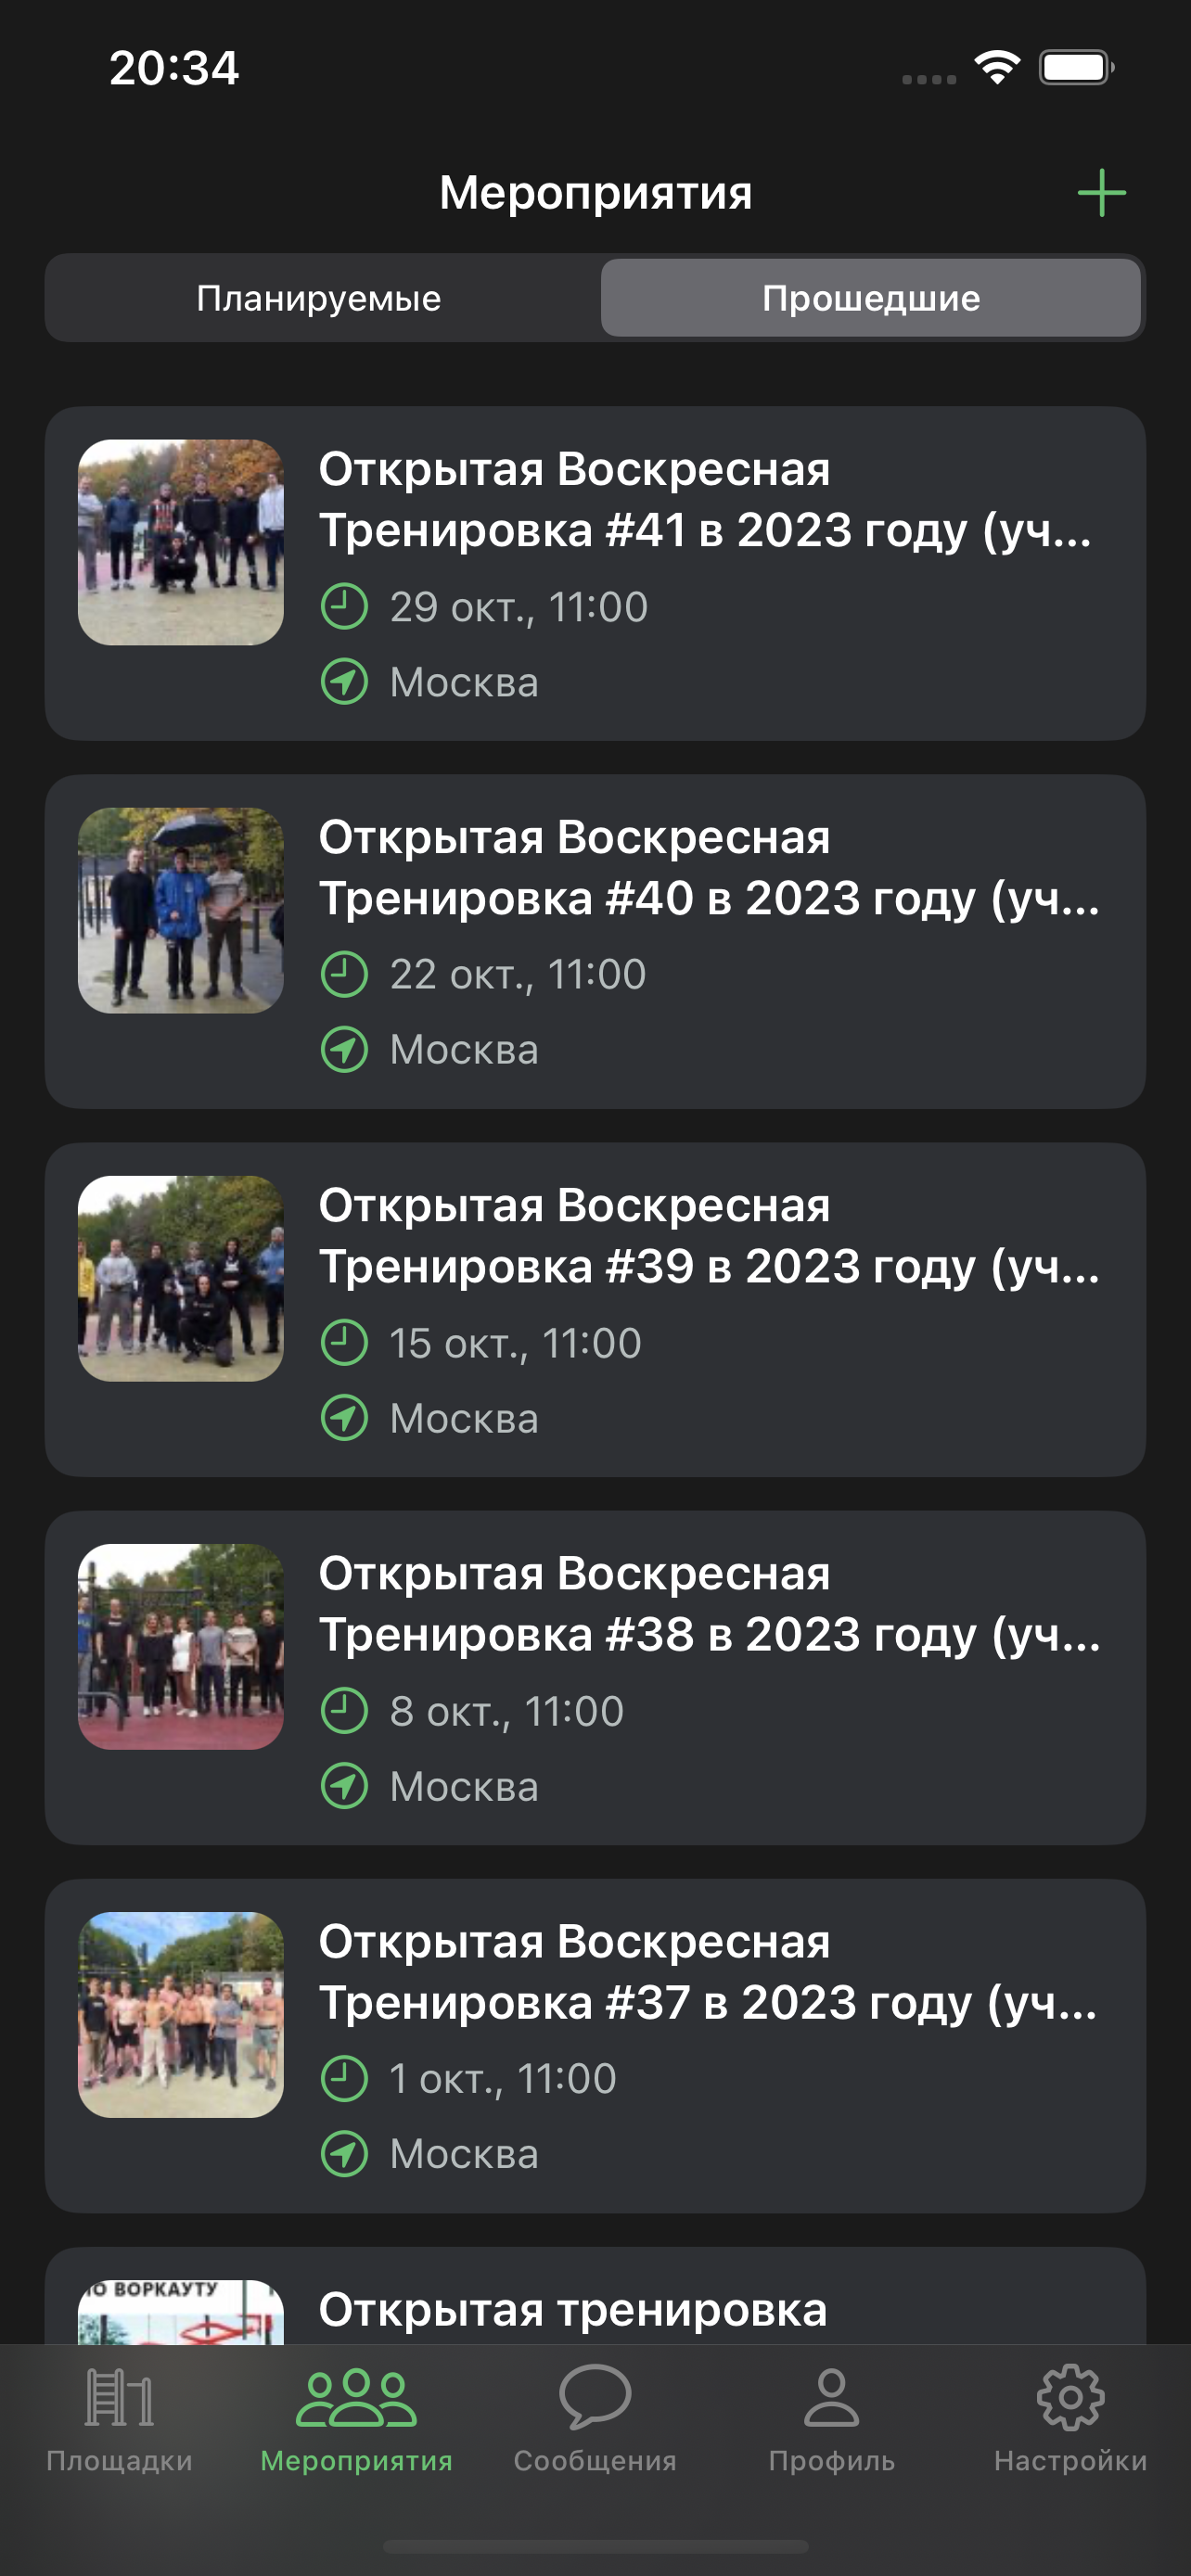 20:34
Мероприятия
Планируемые
Прошедшие
Открытая Воскресная
Тренировка #41 в 2023 году (уч...
29 окт., 11:00
Москва
Открытая Воскресная
Тренировка #40 в 2023 году (уч...
22 окт., 11:00
Москва
Открытая Воскресная
Тренировка #39 в 2023 году (уч...
15 окт., 11:00
Москва
Открытая Воскресная
Тренировка #38 в 2023 году (уч...
8 окт., 11:00
Москва
Открытая Воскресная
Тренировка #37 в 2023 году (уч...
1 окт., 11:00
Москва
ПО ВОРКАУТУ
Открытая тренировка
Площадки
Мероприятия
Сообщения
Профиль
Настройки